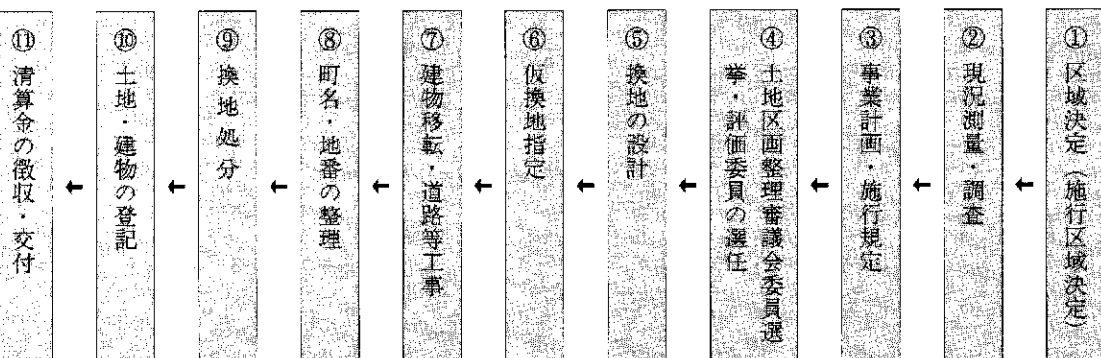 ① 区域決定（施行区域決定）
↓
② 現況測量・調査
↓
③ 事業計画・施行規定
↓
④ 土地区画整理審議会委員選
挙・評価委員の選任
↓
⑤ 換地の設計
↓
⑥ 仮換地指定
↓
⑦ 建物移転・道路等工事
↓
⑧ 町名・地番の整理
↓
⑨ 換地処分
↓
⑩ 土地・建物の登記
↓
⑪ 清算金の徴収・交付